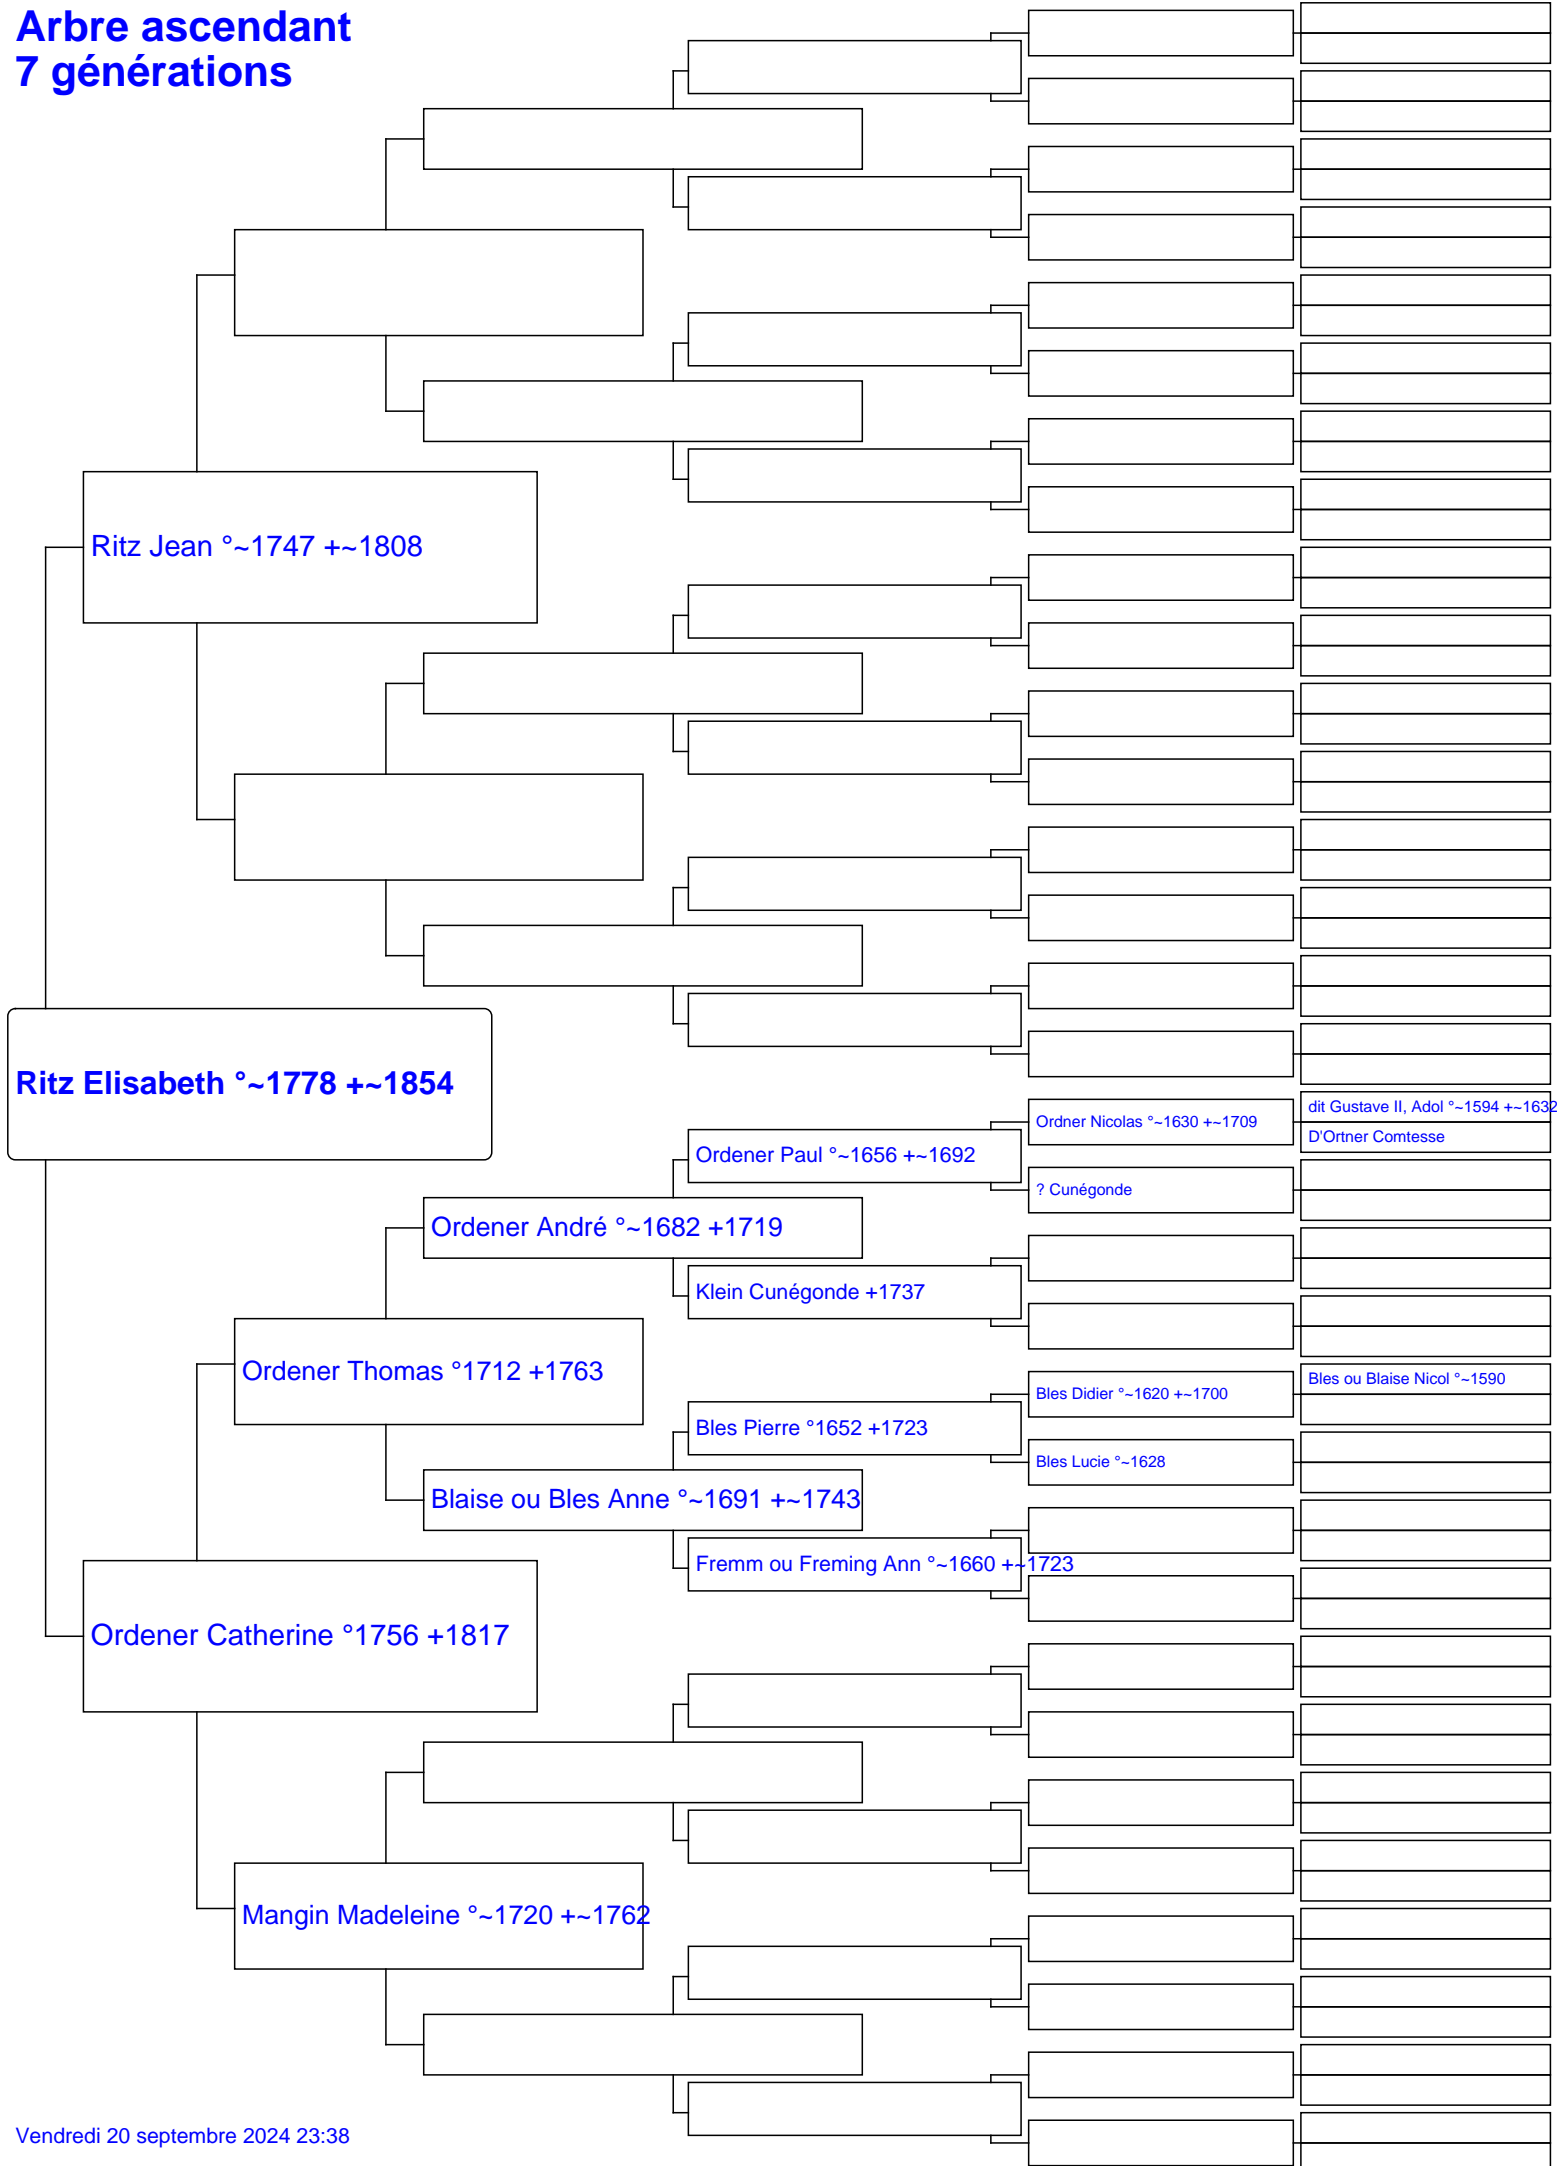 Arbre ascendant
7 générations
Ritz Jean °~1747 +~1808
Ritz Elisabeth °~1778 +~1854
dit Gustave II, Adol °~1594 +~1632
Ordner Nicolas °~1630 +~1709
D'Ortner Comtesse
Ordener Paul °~1656 +~1692
? Cunégonde
Ordener André °~1682 +1719
Klein Cunégonde +1737
Ordener Thomas °1712 +1763
Bles ou Blaise Nicol °~1590
Bles Didier °~1620 +~1700
Bles Pierre °1652 +1723
Bles Lucie °~1628
Blaise ou Bles Anne °~1691 +~1743
Fremm ou Freming Ann °~1660 +~1723
Ordener Catherine °1756 +1817
Mangin Madeleine °~1720 +~1762
Vendredi 20 septembre 2024 23:38